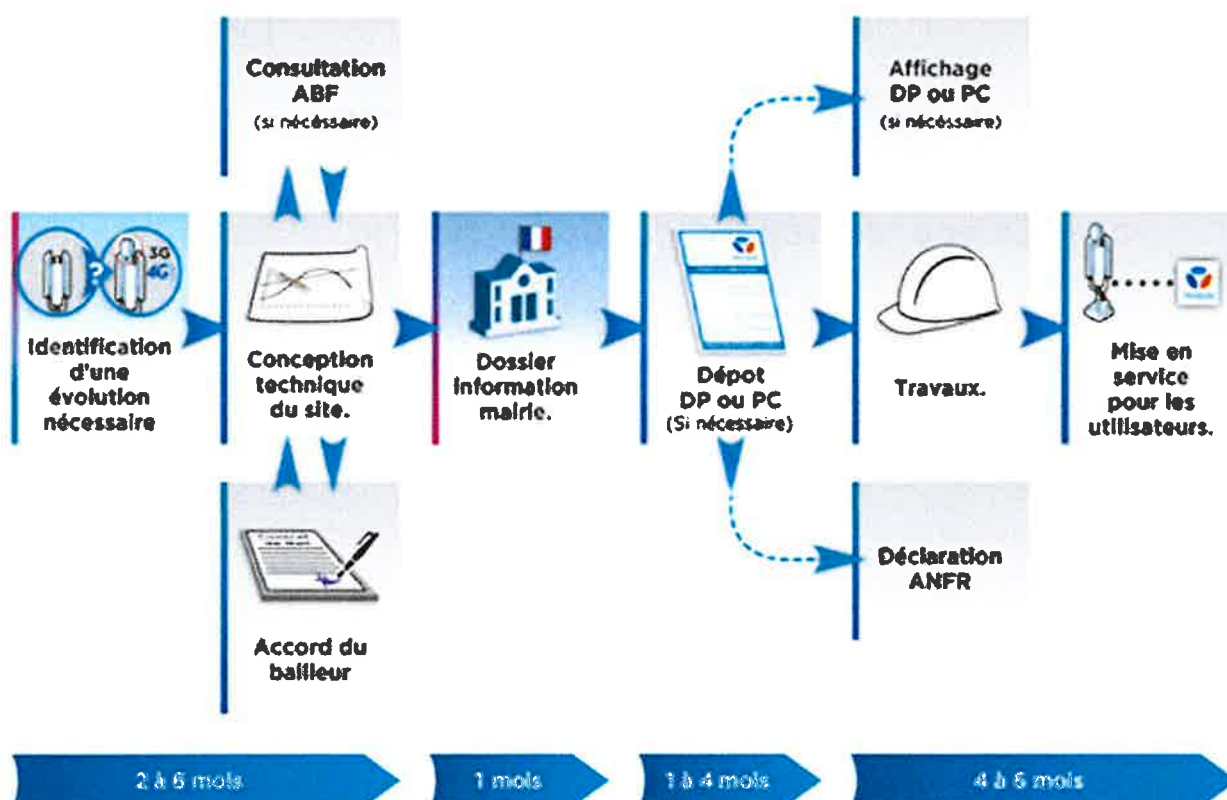 Consultation
ABF
(si nécéssaire)
Affichage
DP ou PC
(si nécéssaire)
?
3G
4G
Identification
d'une
évolution
nécessaire
Conception
technique
du site.
Dossier
Information
mairie.
Dépot
DP ou PC
(Si nécessaire)
Travaux.
Mise en
service
pour les
utilisateurs.
Accord du
bailleur
Déclaration
ANFR
2 à 6 mois
1 mois
1 à 4 mois
4 à 6 mois